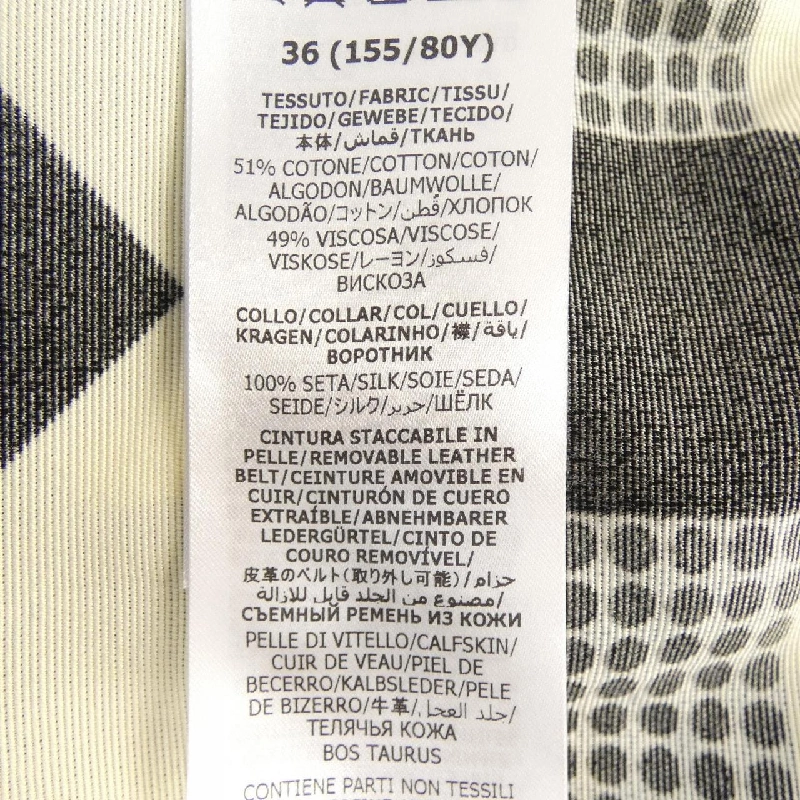 36 (155/80Y)
TESSUTO/FABRIC/TISSU/
TEJIDO/GEWEBE/TECIDO/
本体/قماش/ТКАНЬ
51% COTONE/COTTON/COTON/
ALGODON/BAUMWOLLE/
ALGODÃO/コットン/قُطن/ХЛОПОК
49% VISCOSA/VISCOSE/
VISKOSE/レーヨン/فسكوز/
ВИСКОЗА
COLLO/COLLAR/COL/CUELLO/
KRAGEN/COLARINHO/襟/ياقة/
ВОРОТНИК
100% SETA/SILK/SOIE/SEDA/
SEIDE/シルク/حرير/ШЁЛК
CINTURA STACCABILE IN
PELLE/REMOVABLE LEATHER
BELT/CEINTURE AMOVIBLE EN
CUIR/CINTURÓN DE CUERO
EXTRAÍBLE/ABNEHMBARER
LEDERGÜRTEL/CINTO DE
COURO REMOVÍVEL/
皮革のベルト(取り外し可能)/حزام
مصنوع من الجلد قابل للازالة/
СЪЕМНЫЙ РЕМЕНЬ ИЗ КОЖИ
PELLE DI VITELLO/CALFSKIN/
CUIR DE VEAU/PIEL DE
BECERRO/KALBSLEDER/PELE
DE BIZERRO/牛革/جلد العجل/
ТЕЛЯЧЬЯ КОЖА
BOS TAURUS
CONTIENE PARTI NON TESSILI